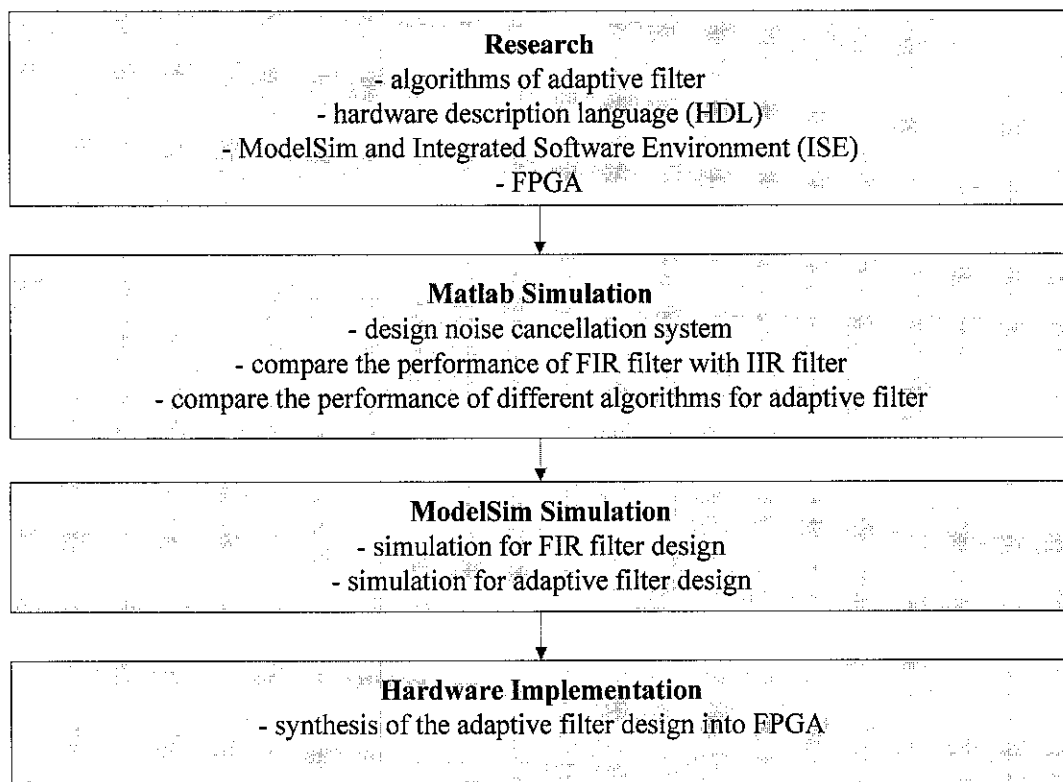 Research
- algorithms of adaptive filter
- hardware description language (HDL)
- ModelSim and Integrated Software Environment (ISE)
- FPGA
Matlab Simulation
- design noise cancellation system
- compare the performance of FIR filter with IIR filter
- compare the performance of different algorithms for adaptive filter
ModelSim Simulation
- simulation for FIR filter design
- simulation for adaptive filter design
Hardware Implementation
- synthesis of the adaptive filter design into FPGA